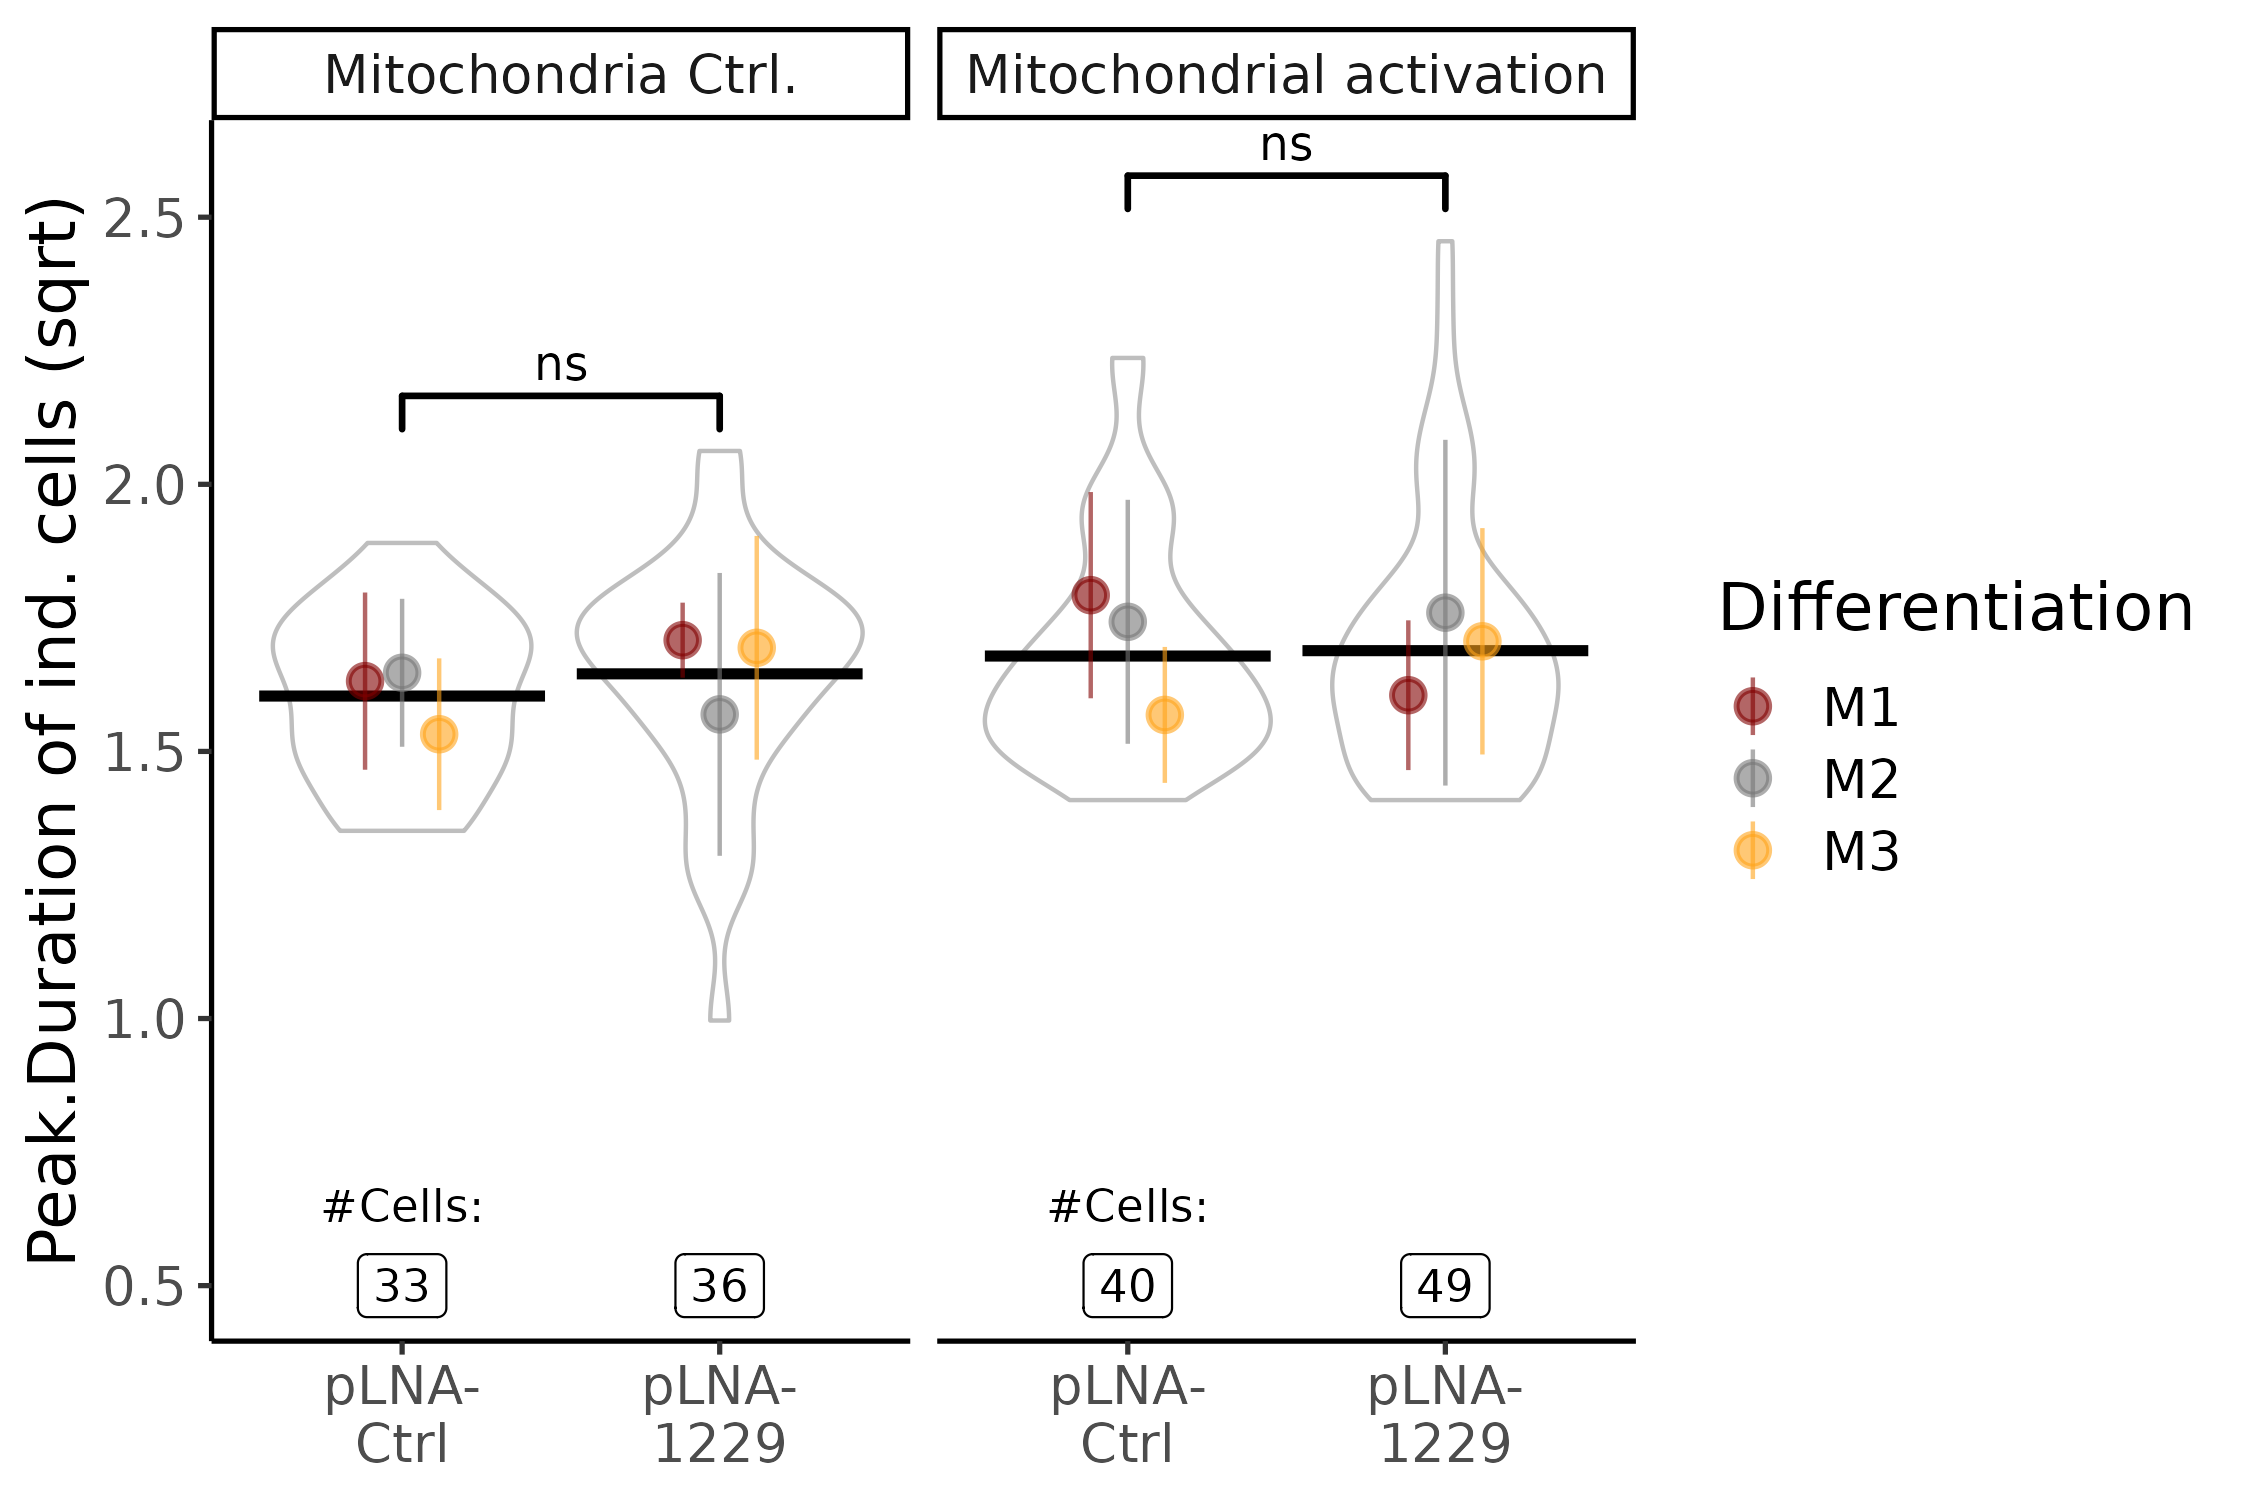 Mitochondria Ctrl.
Mitochondrial activation
ns
ns
Peak.Duration of ind. cells (sqrt)
2.5
2.0
1.5
1.0
0.5
#Cells:
33
36
#Cells:
40
49
pLNA-
Ctrl
pLNA-
1229
pLNA-
Ctrl
pLNA-
1229
Differentiation
M1
M2
M3